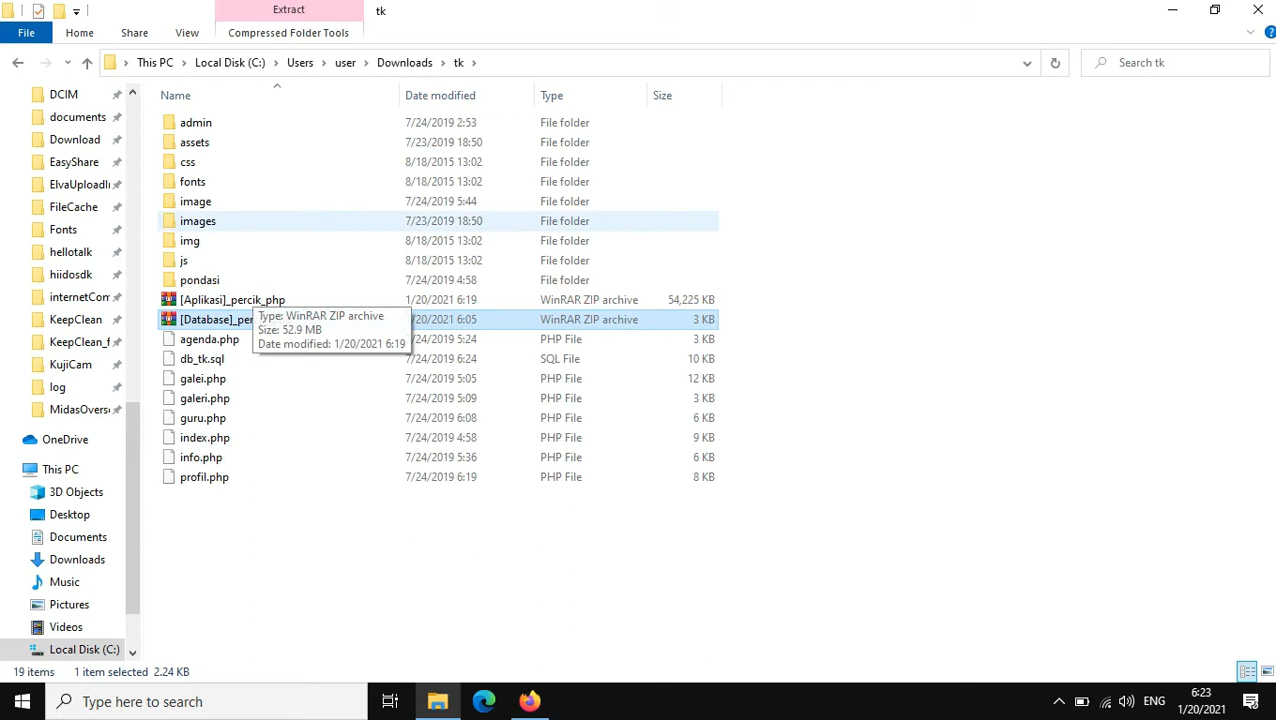 Extract
tk
File
Home
Share
View
Compressed Folder Tools
This PC
Local Disk (C:)
Users
user
Downloads
tk
Search tk
Name
Date modified
Type
Size
DCIM
documents
Download
EasyShare
ElvaUploadIr
FileCache
Fonts
hellotalk
hiidosdk
internetCom
KeepClean
KeepClean_f
KujiCam
log
MidasOverse
OneDrive
This PC
3D Objects
Desktop
Documents
Downloads
Music
Pictures
Videos
Local Disk (C:)
admin 7/24/2019 2:53 File folder
assets 7/23/2019 18:50 File folder
css 8/18/2015 13:02 File folder
fonts 8/18/2015 13:02 File folder
image 7/24/2019 5:44 File folder
images 7/23/2019 18:50 File folder
img 8/18/2015 13:02 File folder
js 8/18/2015 13:02 File folder
pondasi 7/24/2019 4:58 File folder
[Aplikasi]_percik_php 1/20/2021 6:19 WinRAR ZIP archive 54,225 KB
[Database]_per /20/2021 6:05 WinRAR ZIP archive 3 KB
agenda.php /24/2019 5:24 PHP File 3 KB
db_tk.sql /24/2019 6:24 SQL File 10 KB
galei.php 7/24/2019 5:05 PHP File 12 KB
galeri.php 7/24/2019 5:09 PHP File 3 KB
guru.php 7/24/2019 6:08 PHP File 6 KB
index.php 7/24/2019 4:58 PHP File 9 KB
info.php 7/24/2019 5:36 PHP File 6 KB
profil.php 7/24/2019 6:19 PHP File 8 KB
Type: WinRAR ZIP archive
Size: 52.9 MB
Date modified: 1/20/2021 6:19
19 items
1 item selected 2.24 KB
Type here to search
ENG
6:23
1/20/2021